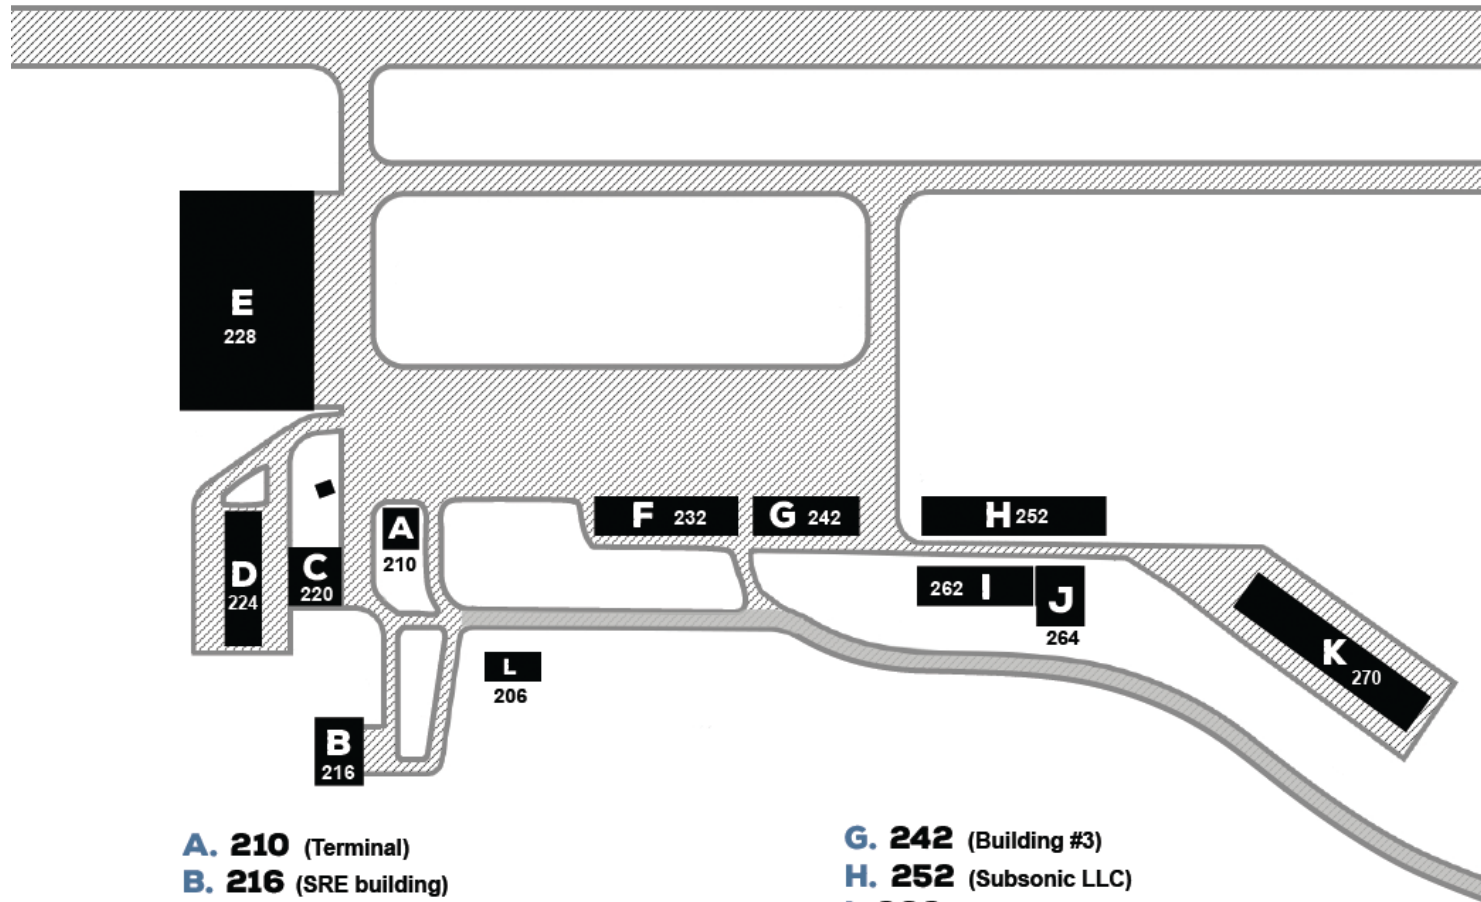 E
228
A
210
F 232
G 242
H 252
D
224
C
220
262 I
J
264
K
270
L
206
B
216
A. 210 (Terminal)
B. 216 (SRE building)
G. 242 (Building #3)
H. 252 (Subsonic LLC)